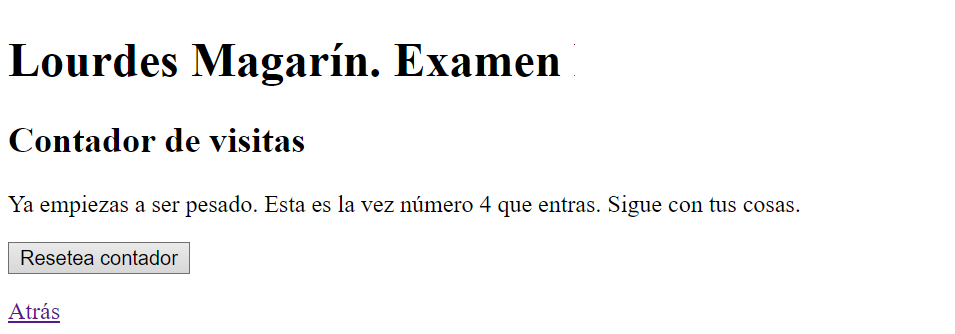 Lourdes Magarín. Examen
Contador de visitas
Ya empiezas a ser pesado. Esta es la vez número 4 que entras. Sigue con tus cosas.
Resetea contador
Atrás